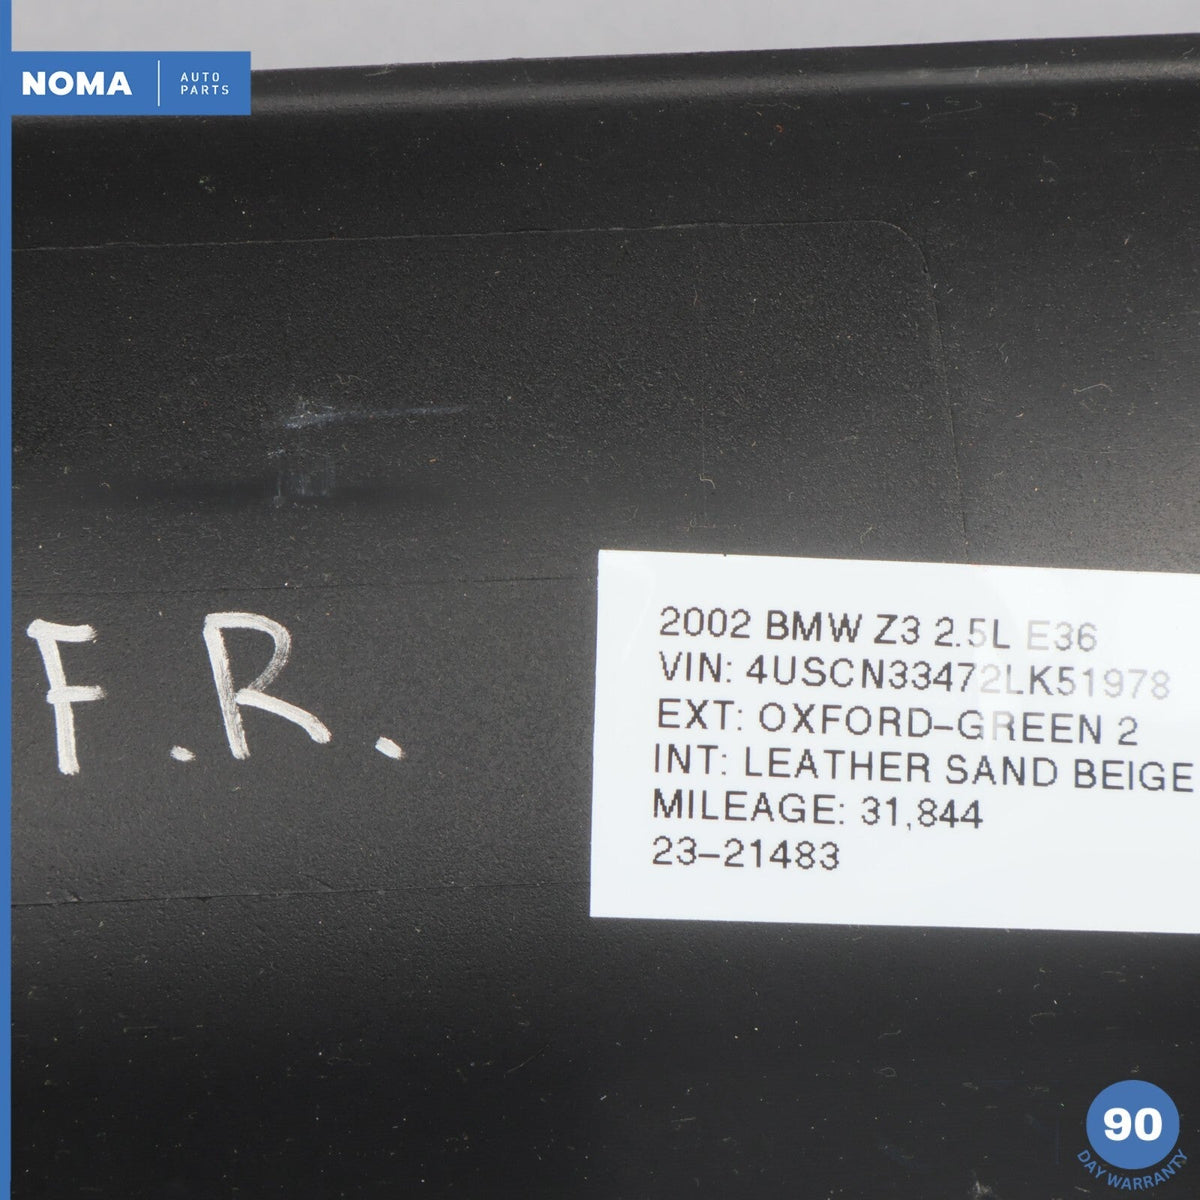 NOMA
AUTO
PARTS
F.R.
2002 BMW Z3 2.5L E36
VIN: 4USCN33472LK51978
EXT: OXFORD-GREEN 2
INT: LEATHER SAND BEIGE
MILEAGE: 31,844
23-21483
90
DAY WARRANTY